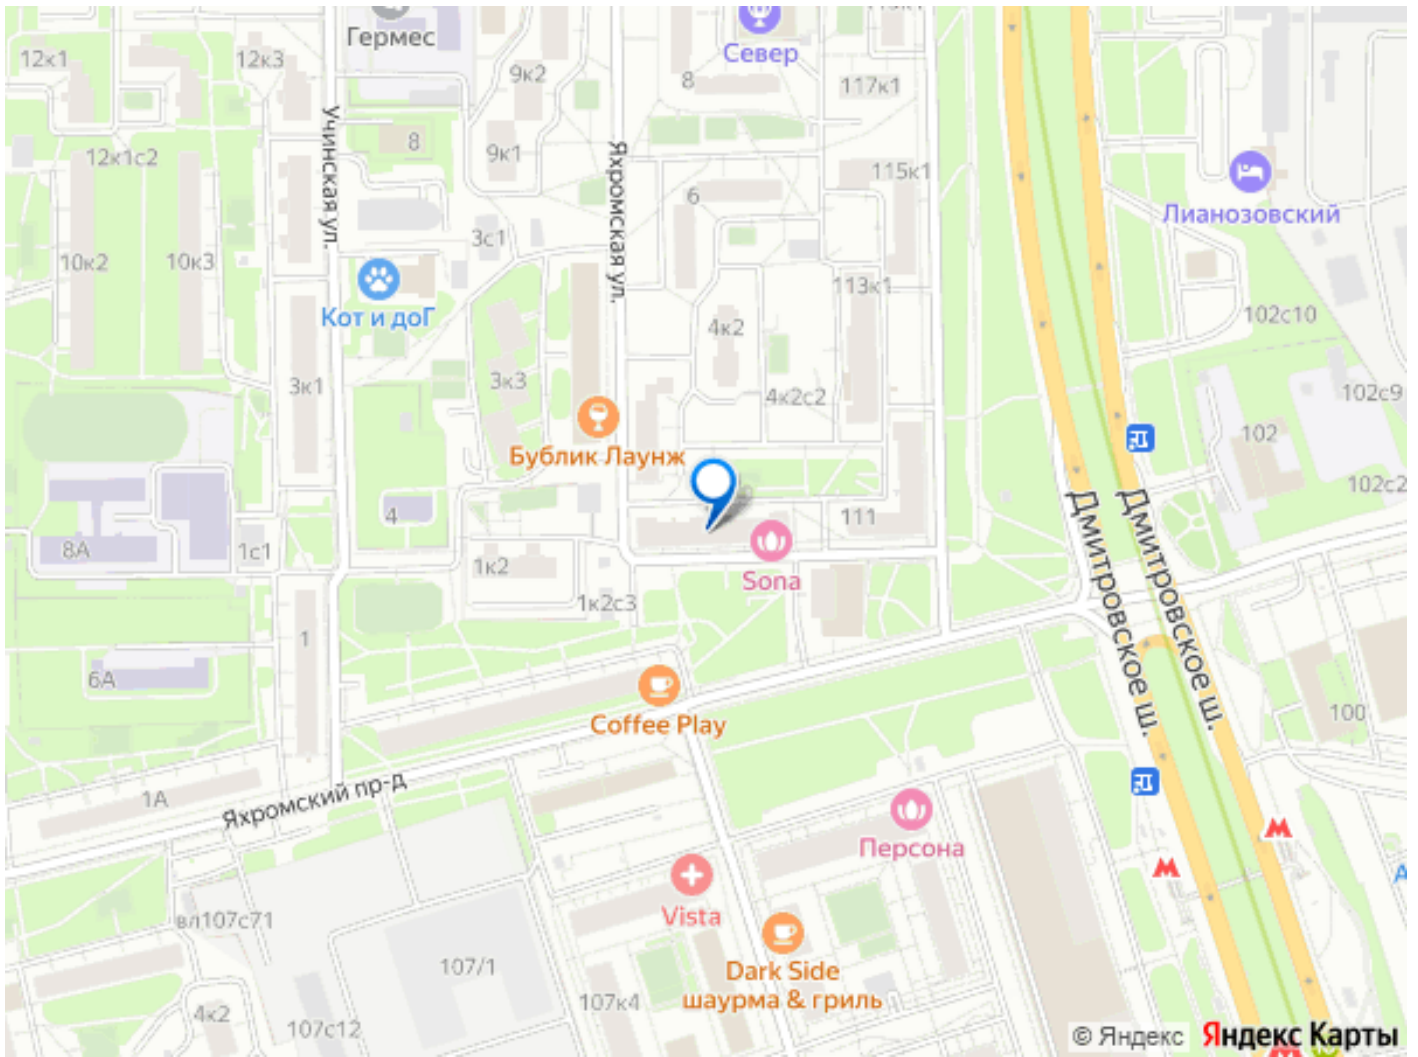 Гермес
Север
12к1
12к3
9к2
8
117к1
8
12к1с2
9к1
Учинская ул.
Яхромская ул.
115к1
6
Лианозовский
3с1
10к2
10к3
113к1
Кот и доГ
4к2
102с10
3к1
3к3
4к2с2
102с9
102
Бублик Лаунж
102с2
4
111
Дмитровское ш.
Дмитровское ш.
8А
1с1
1к2
Sona
1к2с3
1
6А
Coffee Play
100
1А
Яхромский пр-д
Персона
вл107с71
Vista
107/1
Dark Side
шаурма & гриль
107к4
4к2
107с12
© Яндекс
Яндекс Карты